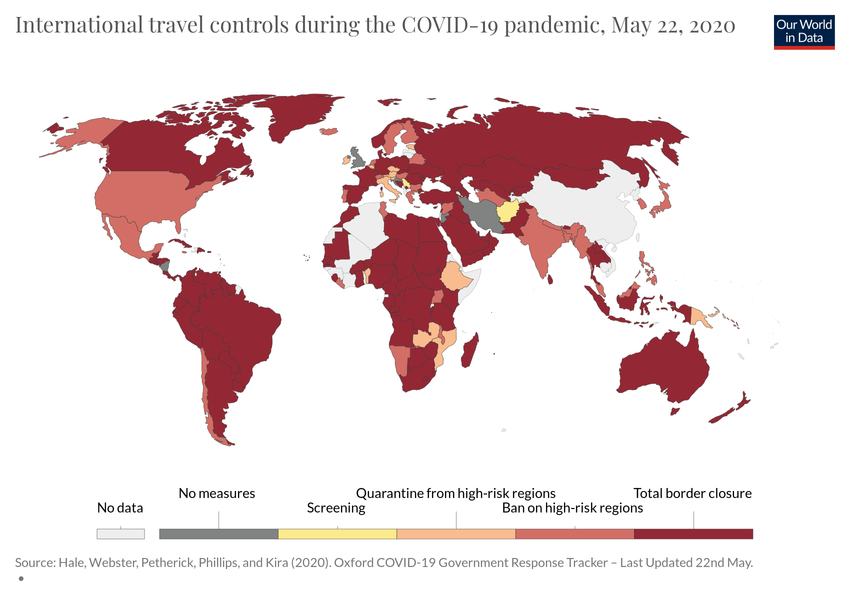 International travel controls during the COVID-19 pandemic, May 22, 2020
Our World
in Data
No data
No measures
Screening
Quarantine from high-risk regions
Ban on high-risk regions
Total border closure
Source: Hale, Webster, Petherick, Phillips, and Kira (2020). Oxford COVID-19 Government Response Tracker – Last Updated 22nd May.